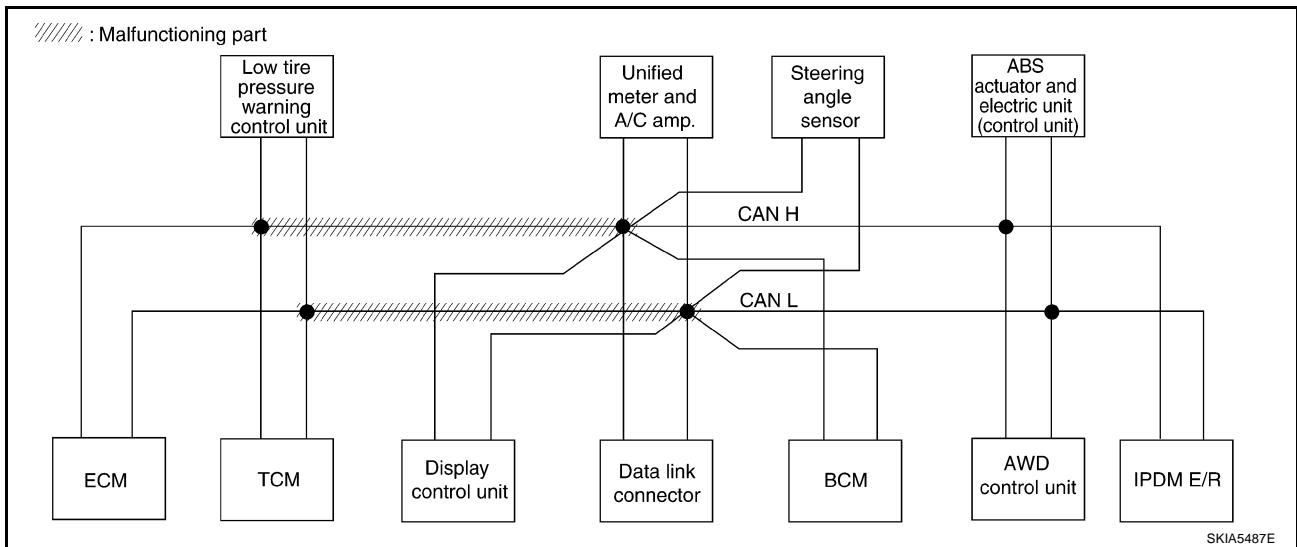 : Malfunctioning part
Low tire
pressure
warning
control unit
Unified
meter and
A/C amp.
Steering
angle
sensor
ABS
actuator and
electric unit
(control unit)
CAN H
CAN L
ECM
TCM
Display
control unit
Data link
connector
BCM
AWD
control unit
IPDM E/R
SKIA5487E